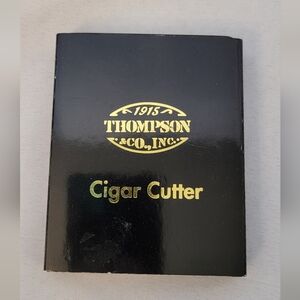 1915
THOMPSON
&CO., INC.
Cigar Cutter